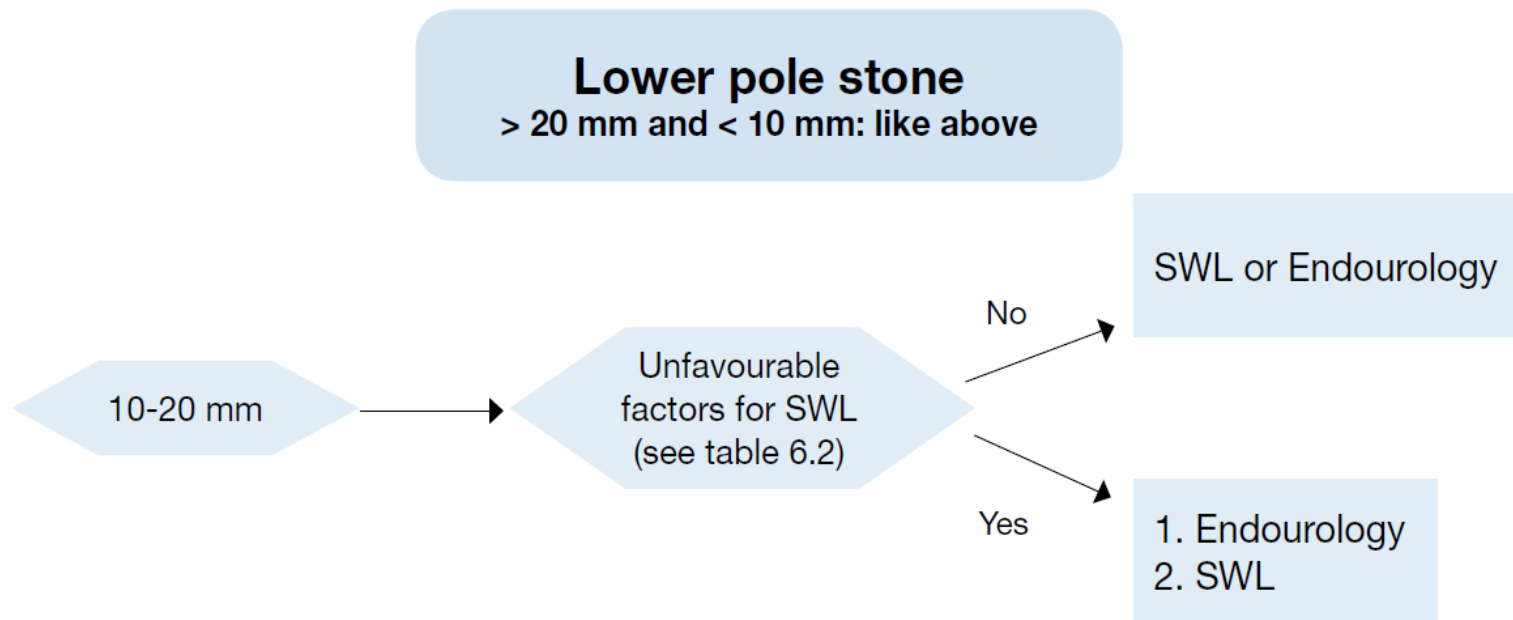 Lower pole stone
> 20 mm and < 10 mm: like above
10-20 mm
Unfavourable
factors for SWL
(see table 6.2)
No
SWL or Endourology
Yes
1. Endourology
2. SWL